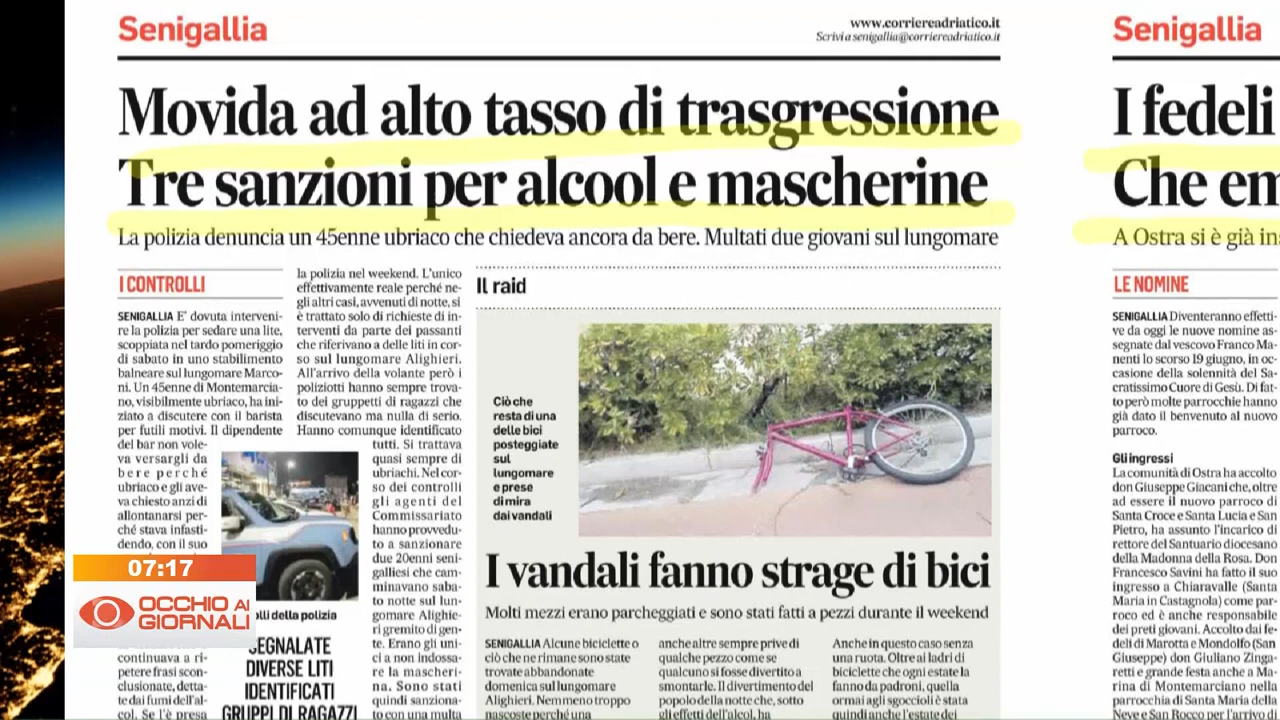 Senigallia
www.corriereadriatico.it
Scrivi a senigallia@corriereadriatico.it
Movida ad alto tasso di trasgressione
Tre sanzioni per alcool e mascherine
La polizia denuncia un 45enne ubriaco che chiedeva ancora da bere. Multati due giovani sul lungomare
I CONTROLLI
SENIGALLIA E' dovuta interveni-
re la polizia per sedare una lite,
scoppiata nel tardo pomeriggio
di sabato in uno stabilimento
balneare sul lungomare Marco-
ni. Un 45enne di Montemarcia-
no, visibilmente ubriaco, ha ini-
ziato a discutere con il barista
per futili motivi. Il dipendente
del bar non vole-
va versargli da
bere perché
ubriaco e gli ave-
va chiesto anzi di
allontanarsi per-
ché stava infasti-
dendo, con il suo
continuava a ri-
petere frasi scon-
clusionate, detta-
te dai fumi dell'al-
col. Se l'è presa
olli della polizia
SEGNALATE
DIVERSE LITI
IDENTIFICATI
GRUPPI DI RAGAZZI
la polizia nel weekend. L'unico
effettivamente reale perché ne-
gli altri casi, avvenuti di notte, si
è trattato solo di richieste di in-
terventi da parte dei passanti
che riferivano a delle liti in cor-
so sul lungomare Alighieri.
All'arrivo della volante però i
poliziotti hanno sempre trova-
to dei gruppetti di ragazzi che
discutevano ma nulla di serio.
Hanno comunque identificato
tutti. Si trattava
quasi sempre di
ubriachi. Nel cor-
so dei controlli
gli agenti del
Commissariato
hanno provvedu-
to a sanzionare
due 20enni seni-
galliesi che cam-
minavano saba-
to notte sul lun-
gomare Alighie-
ri gremito di gen-
te. Erano gli uni-
ci a non indossa-
re la mascheri-
na. Sono stati
quindi sanziona-
ti con una multa
Il raid
Ciò che
resta di una
delle bici
posteggiate
sul
lungomare
e prese
di mira
dai vandali
I vandali fanno strage di bici
Molti mezzi erano parcheggiati e sono stati fatti a pezzi durante il weekend
SENIGALLIA Alcune biciclette o
ciò che ne rimane sono state
trovate abbandonate
domenica sul lungomare
Alighieri. Nemmeno troppo
nascoste perché una
anche altre sempre prive di
qualche pezzo come se
qualcuno si fosse divertito a
smontarle. Il divertimento del
popolo della notte che, sotto
gli effetti dell'alcol, ha
Anche in questo caso senza
una ruota. Oltre ai ladri di
biciclette che ogni estate la
fanno da padroni, quella
ormai agli sgoccioli è stata
quindi anche l'estate dei
Senigallia
I fedeli
Che em
A Ostra si è già ins
LE NOMINE
SENIGALLIA Diventeranno effetti-
ve da oggi le nuove nomine as-
segnate dal vescovo Franco Ma-
nenti lo scorso 19 giugno, in oc-
casione della solennità del Sa-
cratissimo Cuore di Gesù. Di fat-
to però molte parrocchie hanno
già dato il benvenuto al nuovo
parroco.
Gli ingressi
La comunità di Ostra ha accolto
don Giuseppe Giacani che, oltre
ad essere il nuovo parroco di
Santa Croce e Santa Lucia e San
Pietro, ha assunto l'incarico di
rettore del Santuario diocesano
della Madonna della Rosa. Don
Francesco Savini ha fatto il suo
ingresso a Chiaravalle (Santa
Maria in Castagnola) come par-
roco ed è anche responsabile
dei preti giovani. Accolto dai fe-
deli di Marotta e Mondolfo (San
Giuseppe) don Giuliano Zinga-
retti e grande festa anche a Ma-
rina di Montemarciano nella
parrocchia di Santa Maria della
Neve e San Rocco per l'arrivo di
07:17
OCCHIO AI
GIORNALI